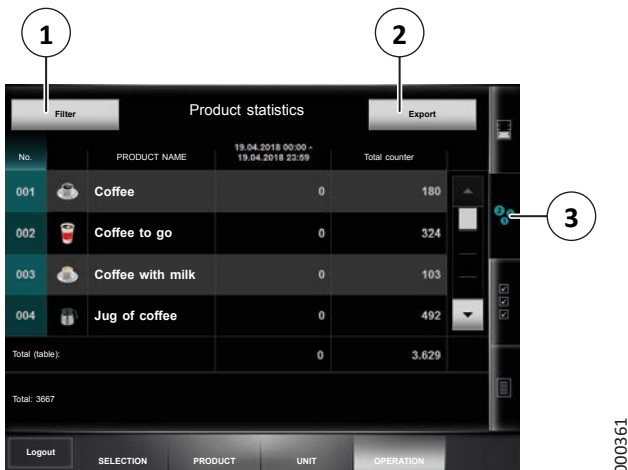 1
2
Filter
Product statistics
Export
No.
PRODUCT NAME
19.04.2018 00:00 -
19.04.2018 23:59
Total counter
001 Coffee 0 180
002 Coffee to go 0 324
3
003 Coffee with milk 0 103
004 Jug of coffee 0 492
Total (table): 0 3.629
Total: 3667
Logout SELECTION PRODUCT UNIT OPERATION
000361